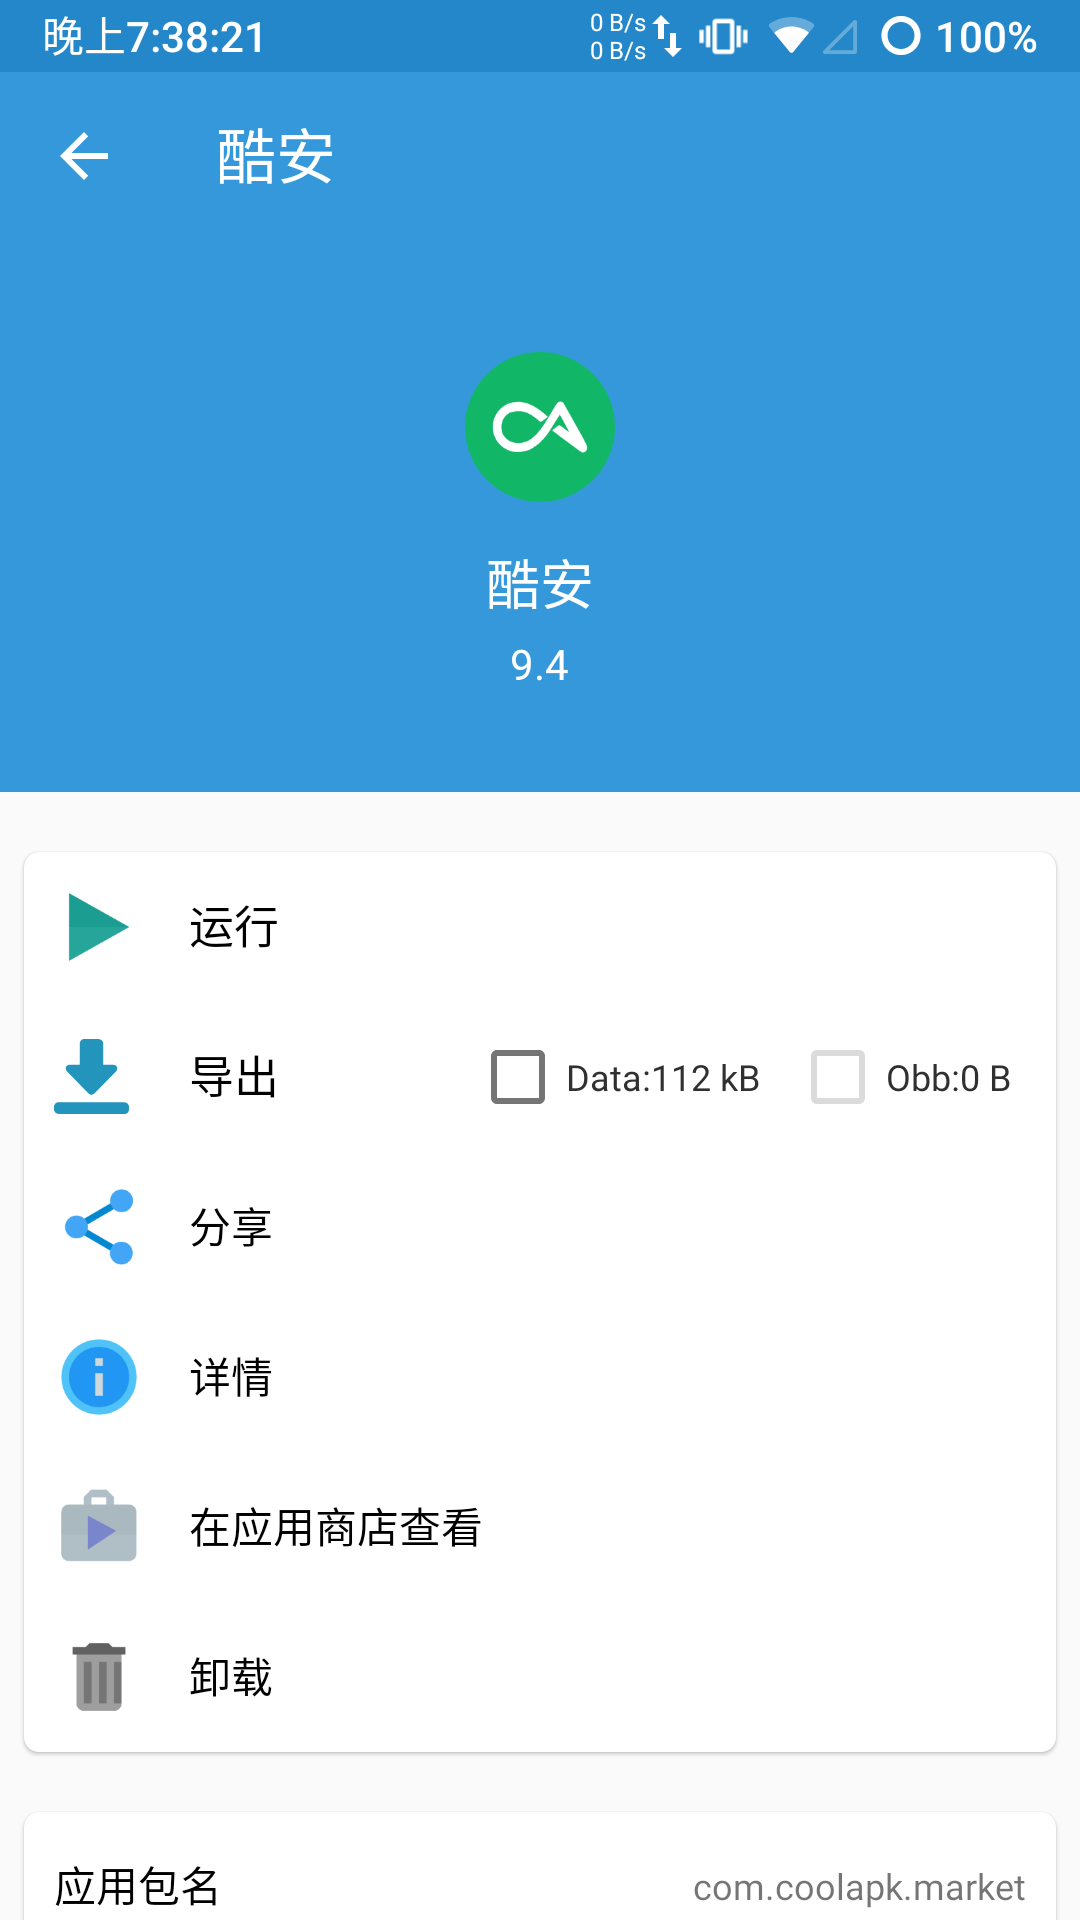 晚上7:38:21 0 B/s 100%
0 B/s
酷安
酷安
9.4
运行
导出 Data:112 kB Obb:0 B
分享
详情
在应用商店查看
卸载
应用包名 com.coolapk.market